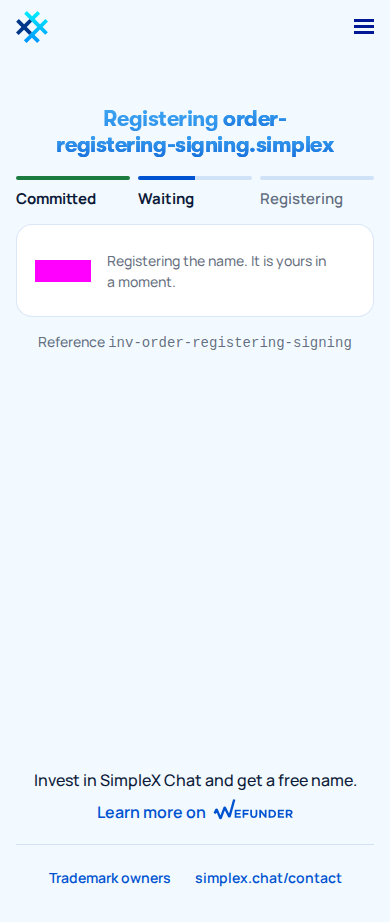 Registering order-
registering-signing.simplex
Committed
Waiting
Registering
Registering the name. It is yours in
a moment.
Reference inv-order-registering-signing
Invest in SimpleX Chat and get a free name.
Learn more on WEFUNDER
Trademark owners
simplex.chat/contact